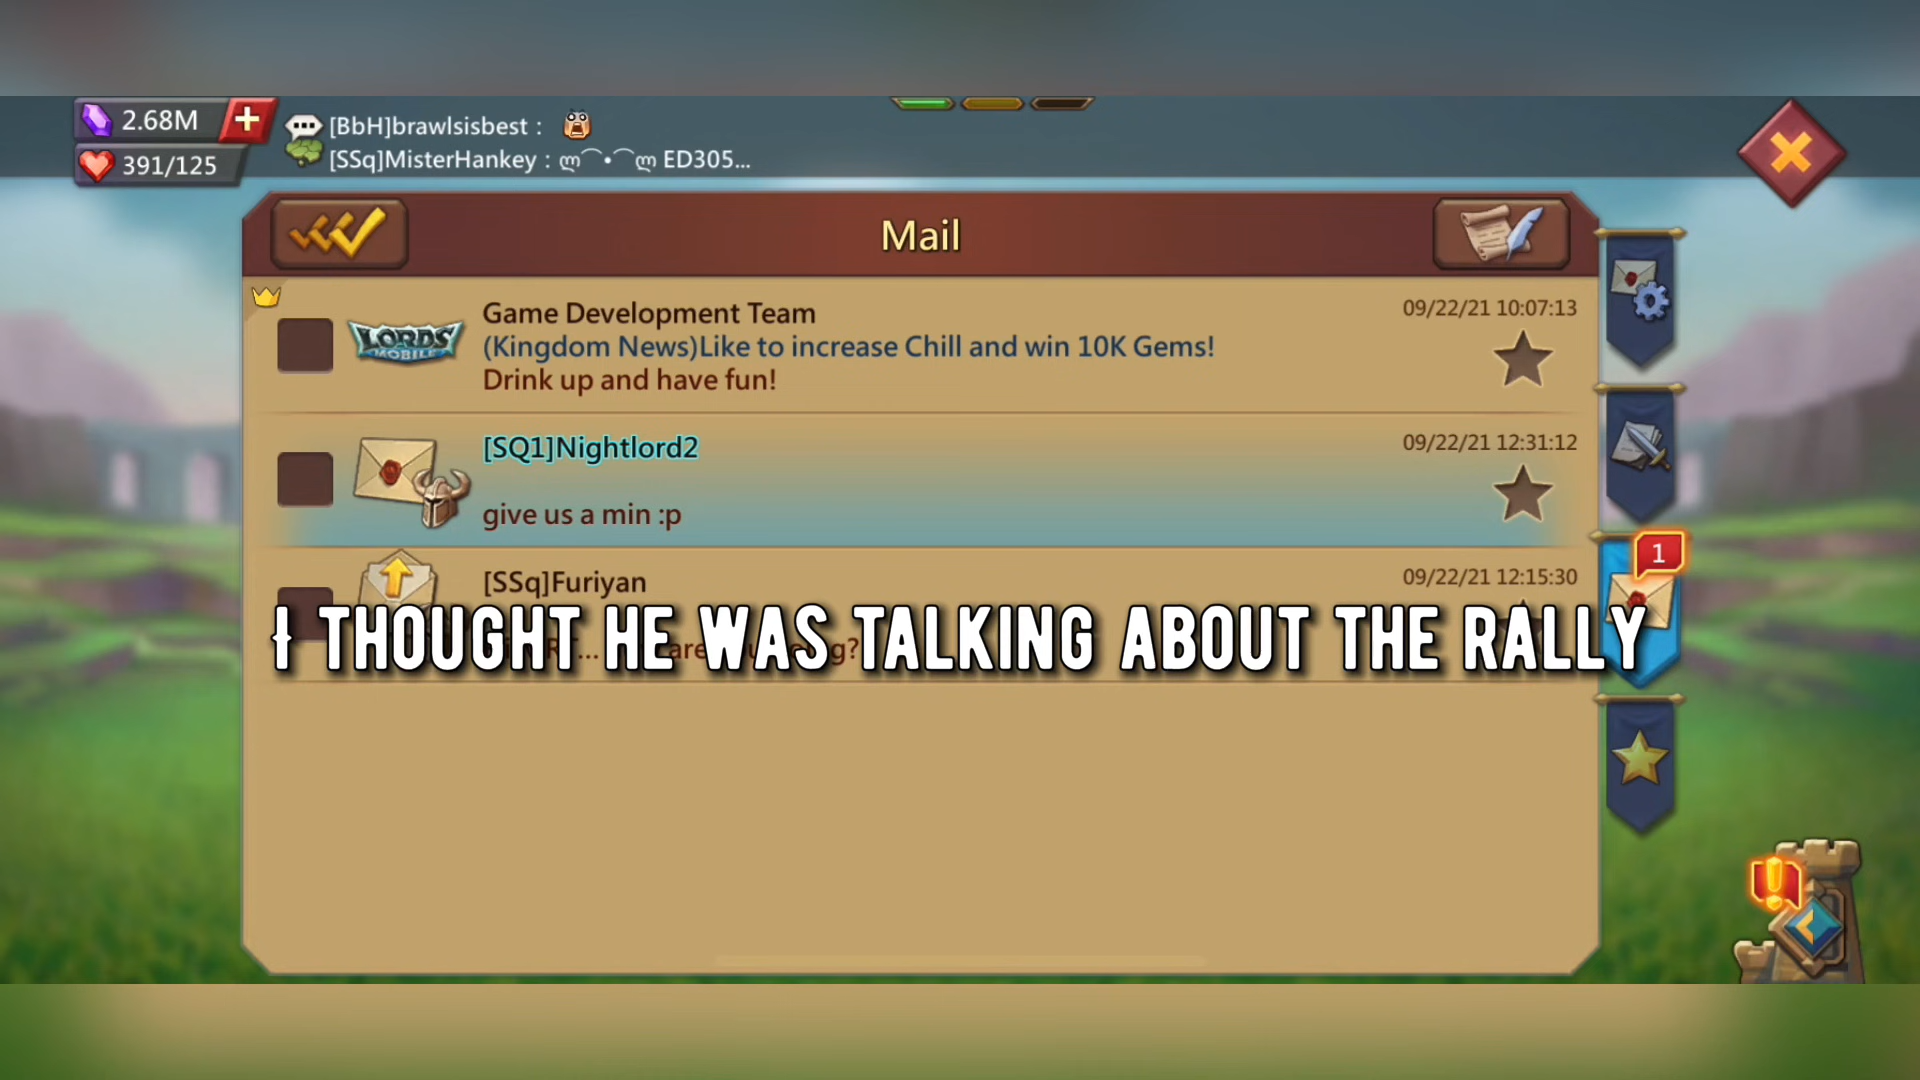 2.68M
391/125
[BbH]brawlsisbest :
[SSq]MisterHankey : ლ⌒•⌒ლ ED305...
Mail
LORDS
MOBILE
Game Development Team
09/22/21 10:07:13
(Kingdom News)Like to increase Chill and win 10K Gems!
Drink up and have fun!
[SQ1]Nightlord2
09/22/21 12:31:12
give us a min :p
1
[SSq]Furiyan
09/22/21 12:15:30
I THOUGHT HE WAS TALKING ABOUT THE RALLY